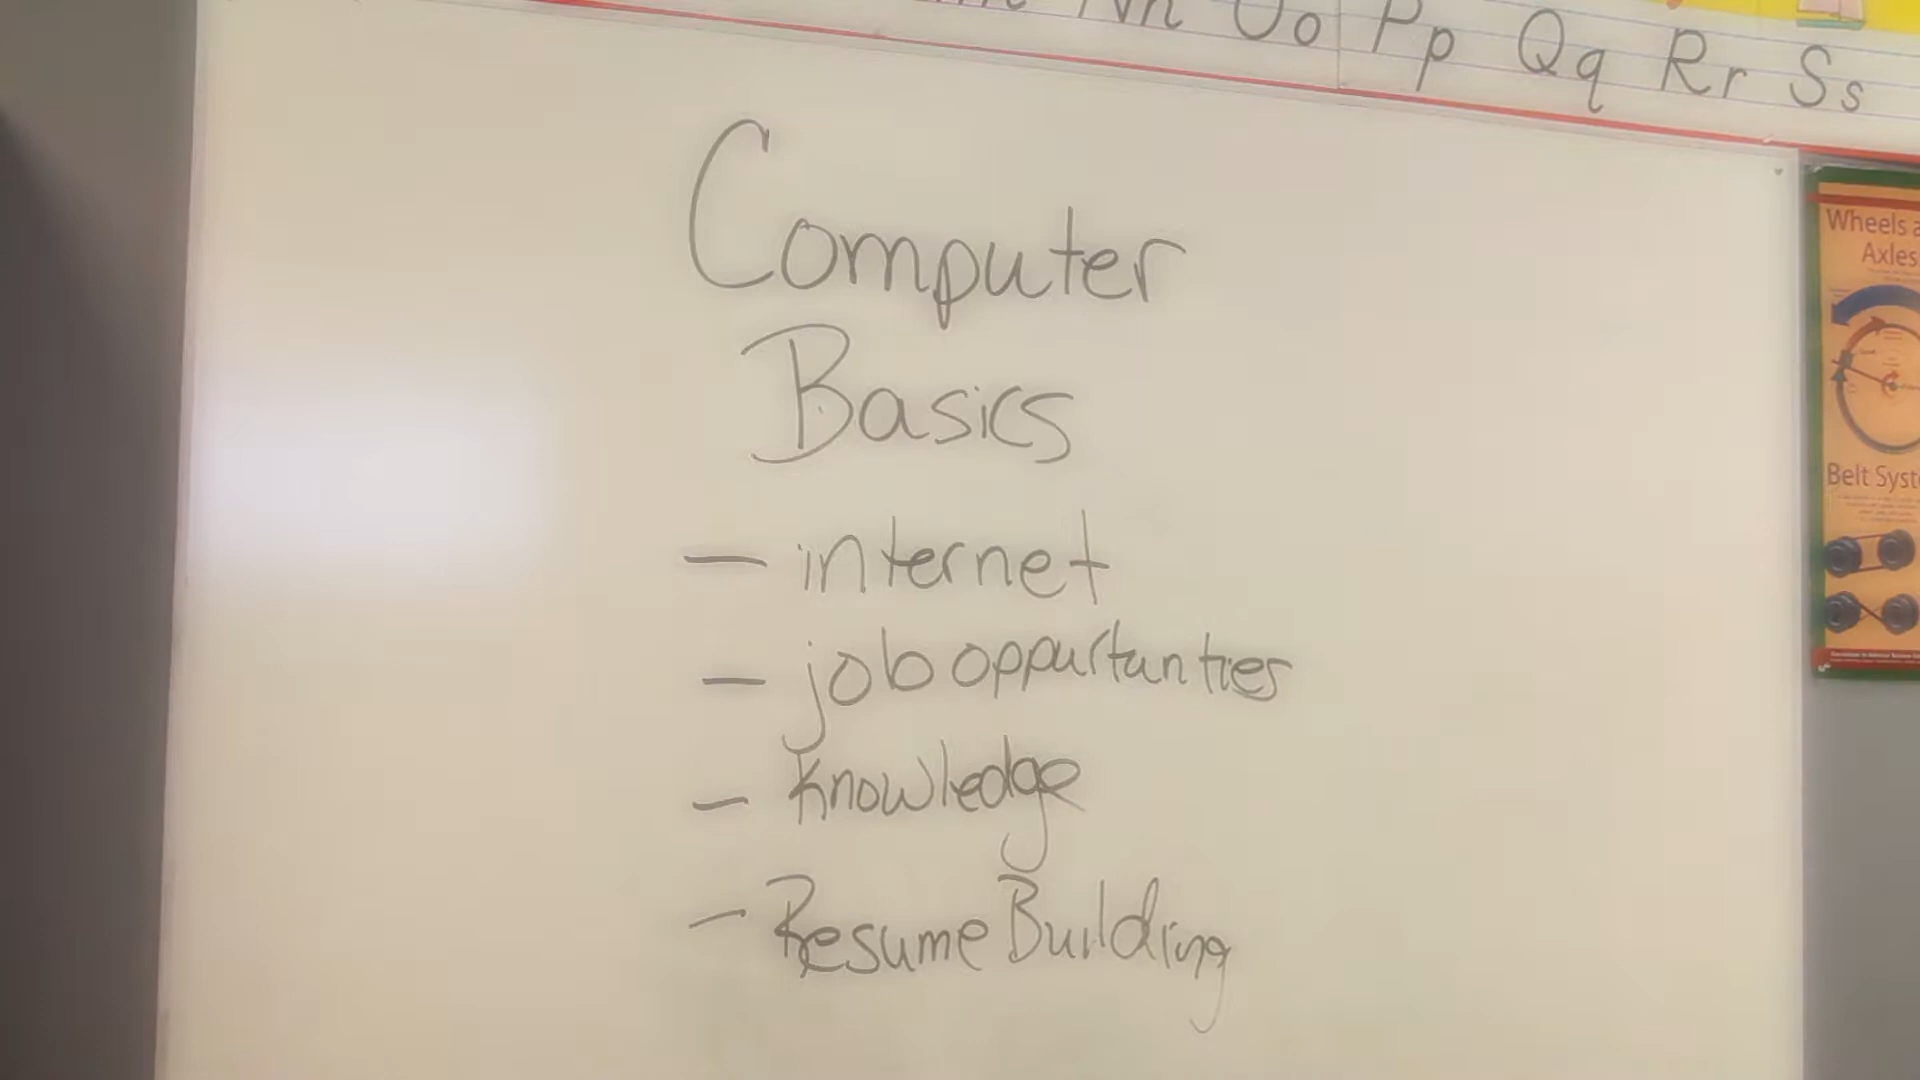 Nn Oo Pp Qq Rr Ss
Computer
Basics
- internet
- job oppurtunties
- Knowledge
- Resume Building
Wheels a
Axles
Belt Syst